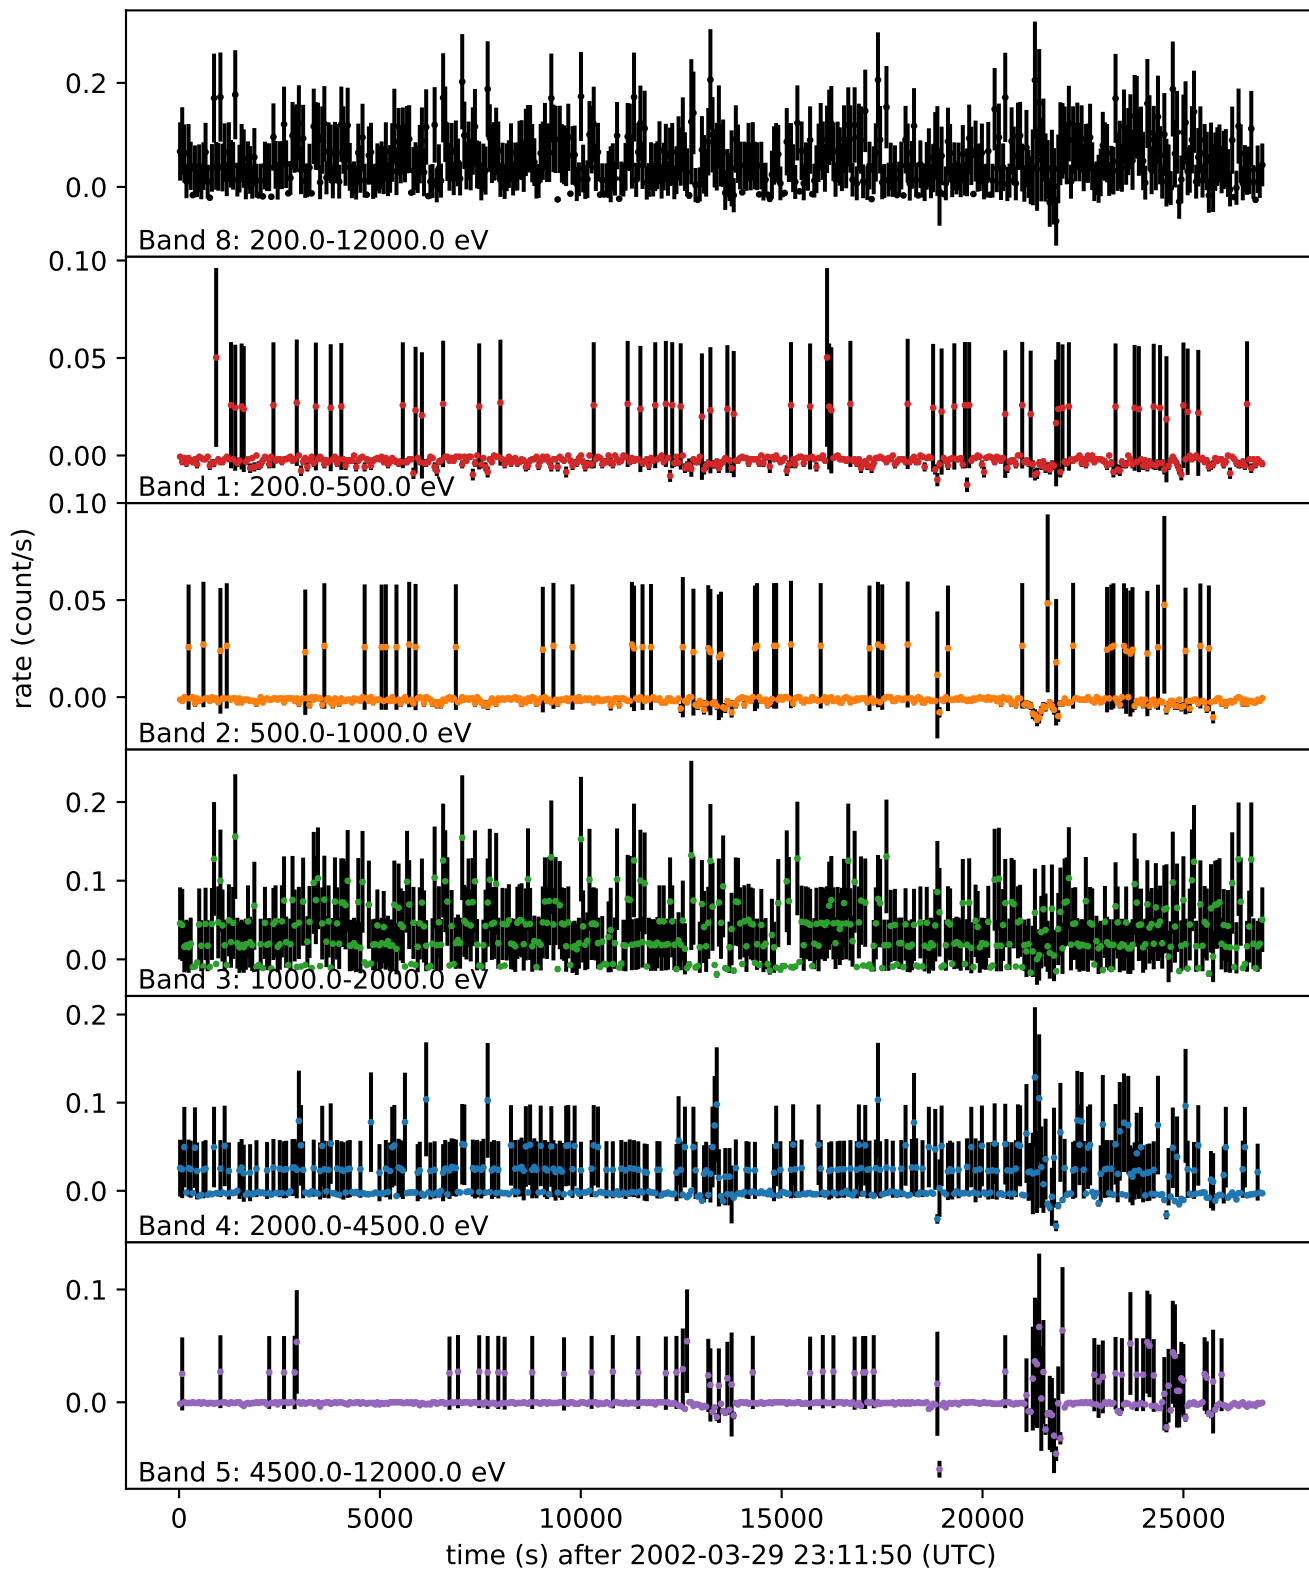 0.2
0.0
Band 8: 200.0-12000.0 eV
0.10
0.05
0.00
Band 1: 200.0-500.0 eV
0.10
0.05
0.00
Band 2: 500.0-1000.0 eV
rate (count/s)
0.2
0.1
0.0
Band 3: 1000.0-2000.0 eV
0.2
0.1
0.0
Band 4: 2000.0-4500.0 eV
0.1
0.0
Band 5: 4500.0-12000.0 eV
0 5000 10000 15000 20000 25000
time (s) after 2002-03-29 23:11:50 (UTC)